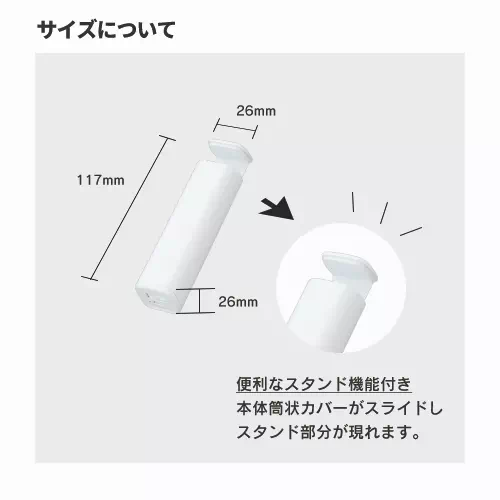 サイズについて
26mm
117mm
26mm
便利なスタンド機能付き
本体筒状カバーがスライドし
スタンド部分が現れます。